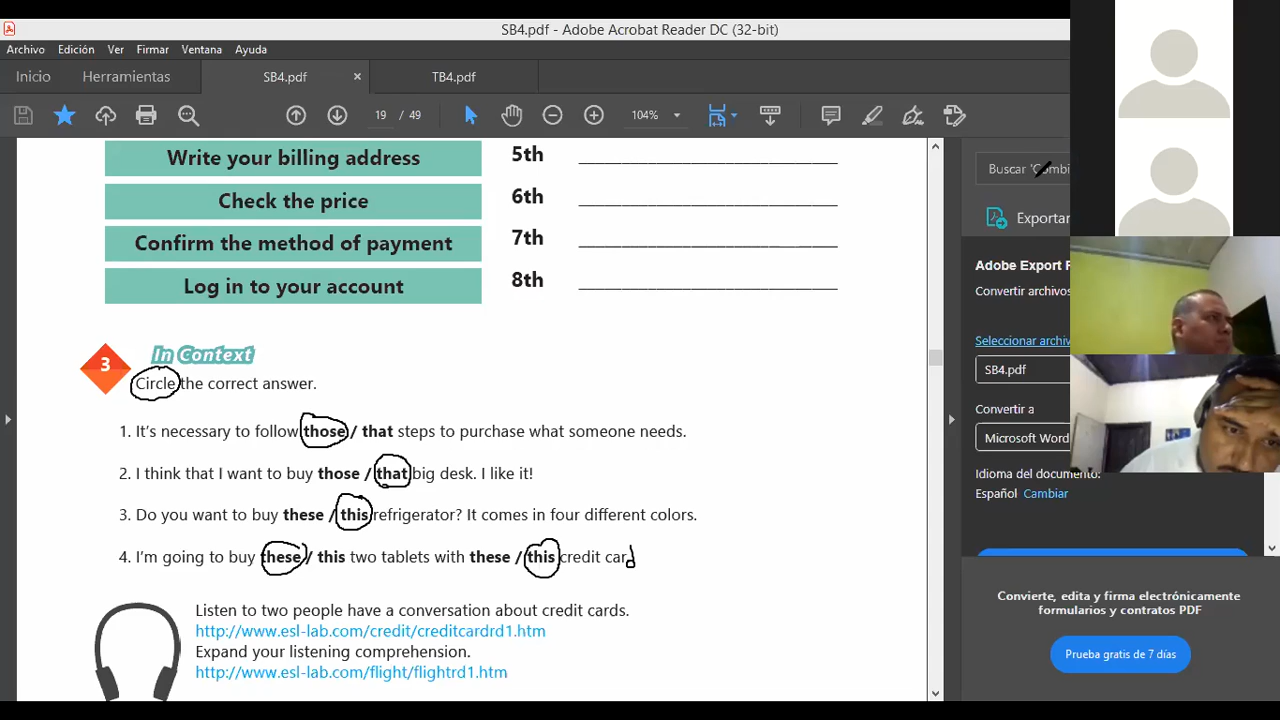 SB4.pdf - Adobe Acrobat Reader DC (32-bit)
Archivo Edición Ver Firmar Ventana Ayuda
Inicio Herramientas SB4.pdf × TB4.pdf
19 / 49 104%
Write your billing address 5th
Check the price 6th
Confirm the method of payment 7th
Log in to your account 8th
3 In Context
Circle the correct answer.
1. It's necessary to follow those / that steps to purchase what someone needs.
2. I think that I want to buy those / that big desk. I like it!
3. Do you want to buy these / this refrigerator? It comes in four different colors.
4. I'm going to buy these / this two tablets with these / this credit card
Listen to two people have a conversation about credit cards.
http://www.esl-lab.com/credit/creditcardrd1.htm
Expand your listening comprehension.
http://www.esl-lab.com/flight/flightrd1.htm
Buscar 'Combi
Exportar
Adobe Export P
Convertir archivos
Seleccionar archiv
SB4.pdf
Convertir a
Microsoft Word
Idioma del documento:
Español Cambiar
Convierte, edita y firma electrónicamente
formularios y contratos PDF
Prueba gratis de 7 días